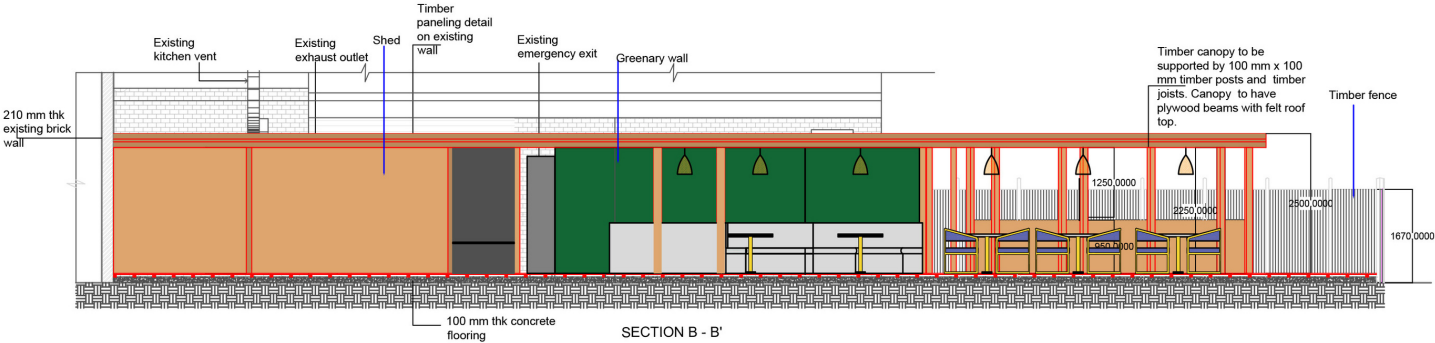 Existing
kitchen vent
Existing
exhaust outlet
Shed
Timber
paneling detail
on existing
wall
Existing
emergency exit
Greenary wall
Timber canopy to be
supported by 100 mm x 100
mm timber posts and timber
joists. Canopy to have
plywood beams with felt roof
top.
Timber fence
210 mm thk
existing brick
wall
1250,0000
2250,0000
2500,0000
950,0000
1670,0000
100 mm thk concrete
flooring
SECTION B - B'